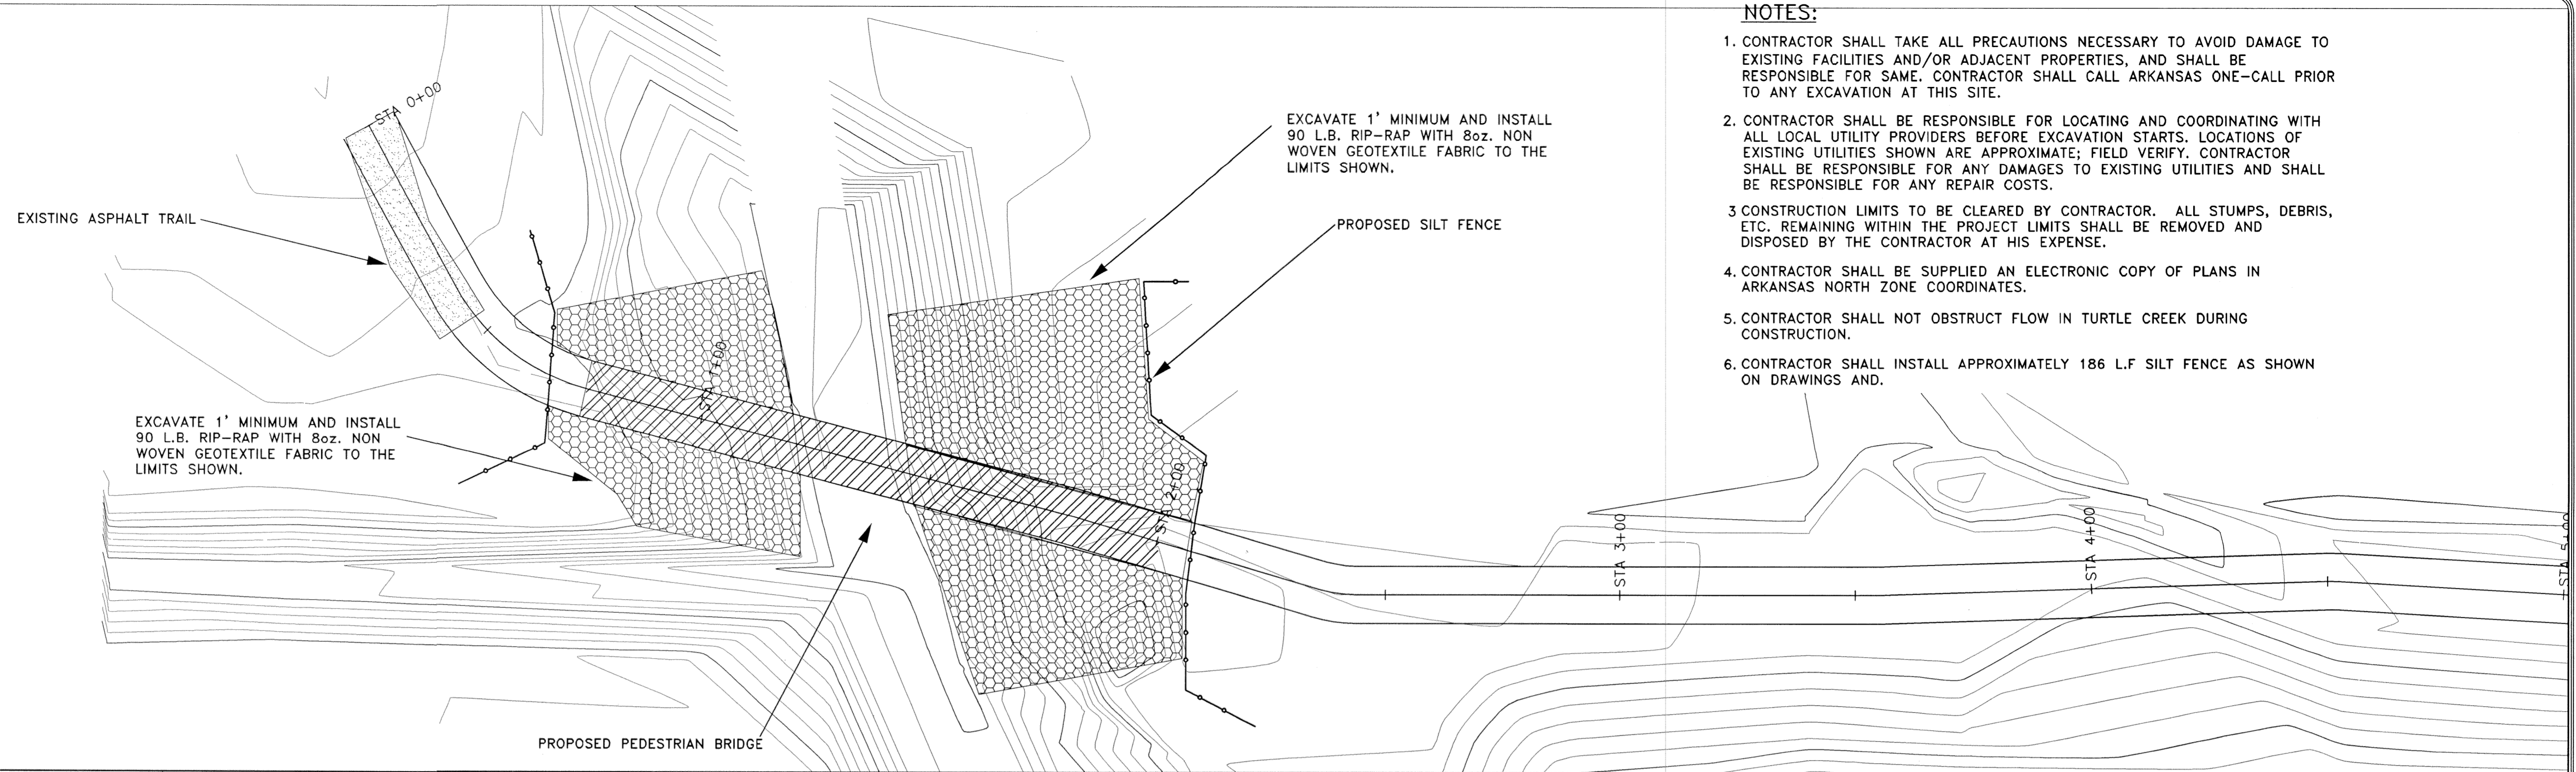 NOTES:
1. CONTRACTOR SHALL TAKE ALL PRECAUTIONS NECESSARY TO AVOID DAMAGE TO
EXISTING FACILITIES AND/OR ADJACENT PROPERTIES, AND SHALL BE
RESPONSIBLE FOR SAME. CONTRACTOR SHALL CALL ARKANSAS ONE-CALL PRIOR
TO ANY EXCAVATION AT THIS SITE.
2. CONTRACTOR SHALL BE RESPONSIBLE FOR LOCATING AND COORDINATING WITH
ALL LOCAL UTILITY PROVIDERS BEFORE EXCAVATION STARTS. LOCATIONS OF
EXISTING UTILITIES SHOWN ARE APPROXIMATE; FIELD VERIFY. CONTRACTOR
SHALL BE RESPONSIBLE FOR ANY DAMAGES TO EXISTING UTILITIES AND SHALL
BE RESPONSIBLE FOR ANY REPAIR COSTS.
3 CONSTRUCTION LIMITS TO BE CLEARED BY CONTRACTOR. ALL STUMPS, DEBRIS,
ETC. REMAINING WITHIN THE PROJECT LIMITS SHALL BE REMOVED AND
DISPOSED BY THE CONTRACTOR AT HIS EXPENSE.
4. CONTRACTOR SHALL BE SUPPLIED AN ELECTRONIC COPY OF PLANS IN
ARKANSAS NORTH ZONE COORDINATES.
5. CONTRACTOR SHALL NOT OBSTRUCT FLOW IN TURTLE CREEK DURING
CONSTRUCTION.
6. CONTRACTOR SHALL INSTALL APPROXIMATELY 186 L.F SILT FENCE AS SHOWN
ON DRAWINGS AND.
STA 0+00
EXISTING ASPHALT TRAIL
EXCAVATE 1' MINIMUM AND INSTALL
90 L.B. RIP-RAP WITH 8oz. NON
WOVEN GEOTEXTILE FABRIC TO THE
LIMITS SHOWN.
PROPOSED SILT FENCE
STA 1+00
EXCAVATE 1' MINIMUM AND INSTALL
90 L.B. RIP-RAP WITH 8oz. NON
WOVEN GEOTEXTILE FABRIC TO THE
LIMITS SHOWN.
STA 2+00
STA 3+00
STA 4+00
STA 5+00
PROPOSED PEDESTRIAN BRIDGE